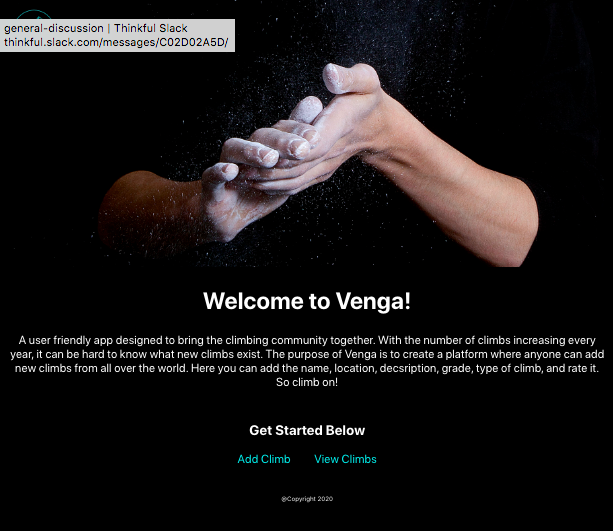 general-discussion | Thinkful Slack
thinkful.slack.com/messages/C02D02A5D/
Welcome to Venga!
A user friendly app designed to bring the climbing community together. With the number of climbs increasing every
year, it can be hard to know what new climbs exist. The purpose of Venga is to create a platform where anyone can add
new climbs from all over the world. Here you can add the name, location, decsription, grade, type of climb, and rate it.
So climb on!
Get Started Below
Add Climb View Climbs
@Copyright 2020